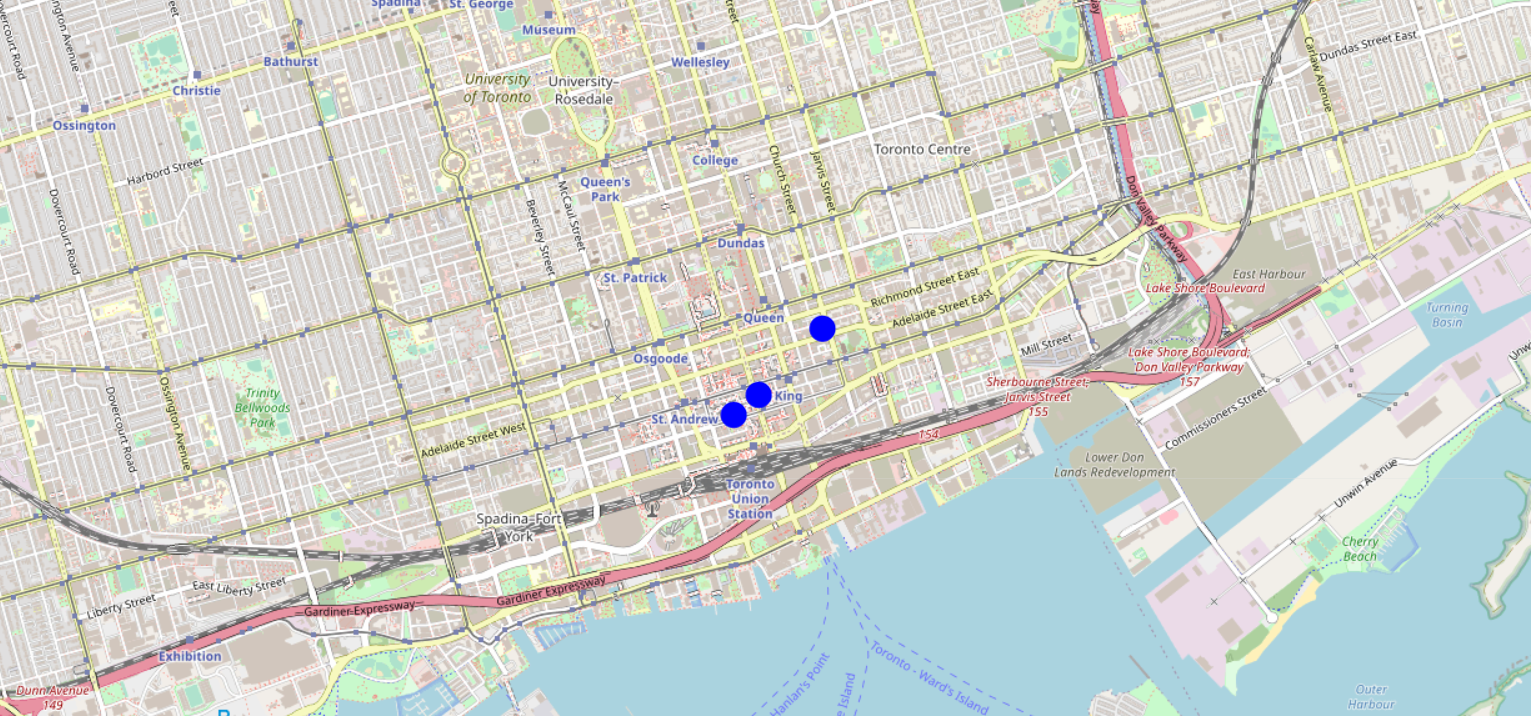 Spadina
St. George
Museum
Bathurst
Wellesley
Christie
University
of Toronto
University–
Rosedale
Ossington
Carlaw Avenue
Dundas Street East
Dovercourt Road
Harbord Street
College
Church Street
Jarvis Street
Toronto Centre
Queen's
Park
McCaul Street
Beverley Street
Dovercourt Road
Don Valley Parkway
Dundas
St. Patrick
East Harbour
Lake Shore Boulevard
Richmond Street East
Adelaide Street East
Queen
Turning
Basin
Osgoode
Mill Street
Lake Shore Boulevard;
Don Valley Parkway
157
Sherbourne Street;
Jarvis Street
155
Trinity
Bellwoods
Park
Ossington Avenue
Dovercourt Road
King
St. Andrew
Adelaide Street West
Commissioners Street
154
Lower Don
Lands Redevelopment
Unwin Avenue
Toronto
Union
Station
Spadina–Fort
York
Cherry
Beach
East Liberty Street
Liberty Street
Gardiner Expressway
Gardiner Expressway
Exhibition
Hanlan's Point
Toronto - Ward's Island
Dunn Avenue
149
Outer
Harbour